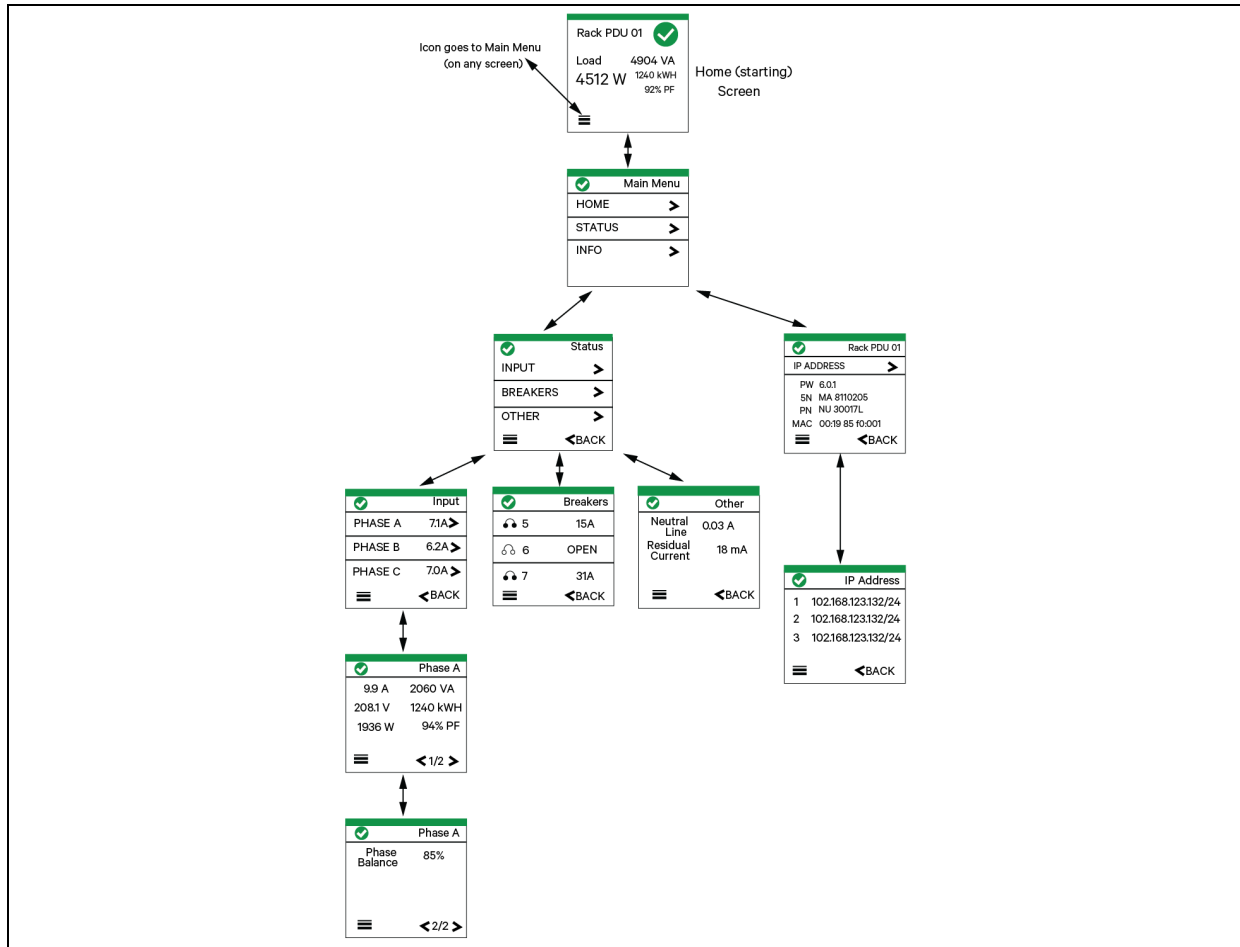 Icon goes to Main Menu
(on any screen)
Rack PDU 01
Load 4904 VA
4512 W 1240 kWH
92% PF
Home (starting)
Screen
Main Menu
HOME >
STATUS >
INFO >
Status
INPUT >
BREAKERS >
OTHER >
<BACK
Rack PDU 01
IP ADDRESS >
PW 6.0.1
5N MA 8110205
PN NU 30017L
MAC 00:19 85 f0:001
<BACK
Input
PHASE A 7.1A>
PHASE B 6.2A>
PHASE C 7.0A>
<BACK
Breakers
5 15A
6 OPEN
7 31A
<BACK
Other
Neutral
Line 0.03 A
Residual
Current 18 mA
<BACK
IP Address
1 102.168.123.132/24
2 102.168.123.132/24
3 102.168.123.132/24
<BACK
Phase A
9.9 A 2060 VA
208.1 V 1240 kWH
1936 W 94% PF
< 1/2 >
Phase A
Phase
Balance 85%
< 2/2 >